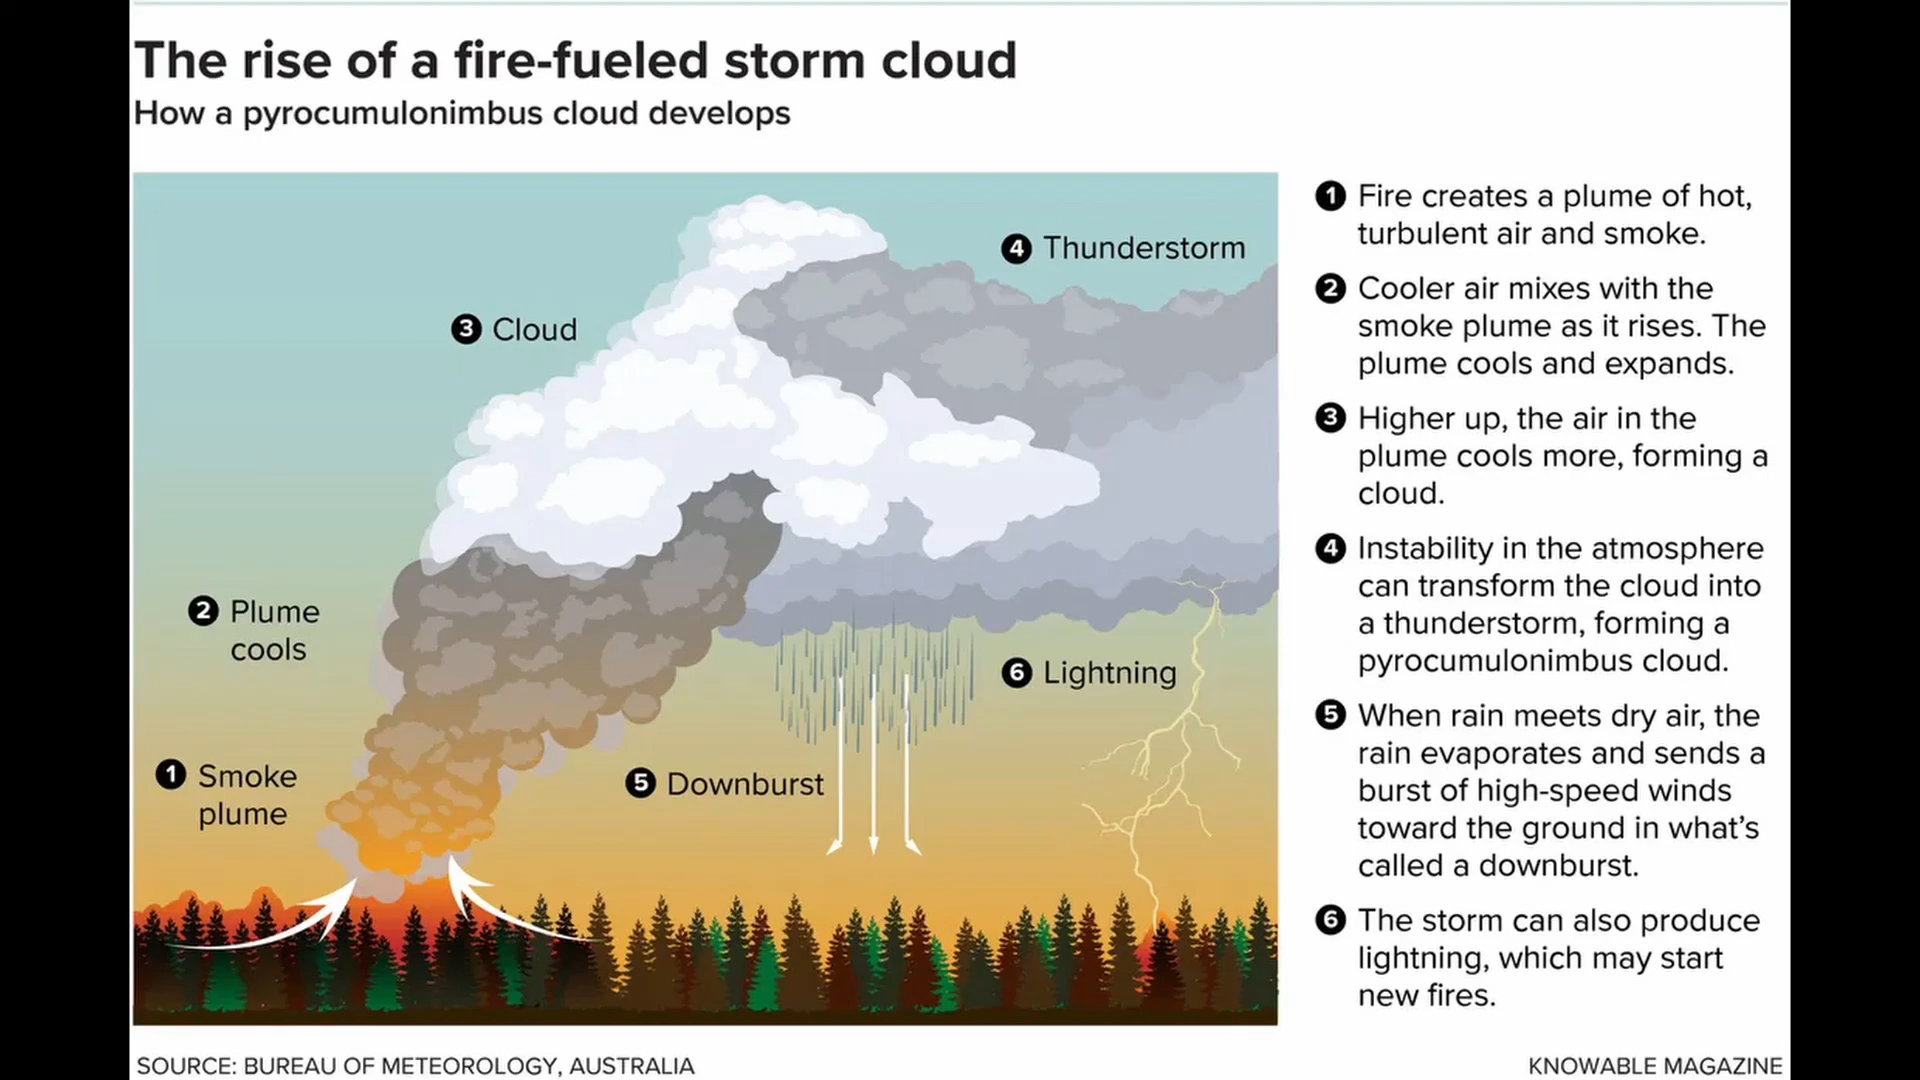 The rise of a fire-fueled storm cloud
How a pyrocumulonimbus cloud develops
4 Thunderstorm
3 Cloud
2 Plume
cools
6 Lightning
1 Smoke
plume
5 Downburst
1 Fire creates a plume of hot,
turbulent air and smoke.
2 Cooler air mixes with the
smoke plume as it rises. The
plume cools and expands.
3 Higher up, the air in the
plume cools more, forming a
cloud.
4 Instability in the atmosphere
can transform the cloud into
a thunderstorm, forming a
pyrocumulonimbus cloud.
5 When rain meets dry air, the
rain evaporates and sends a
burst of high-speed winds
toward the ground in what’s
called a downburst.
6 The storm can also produce
lightning, which may start
new fires.
SOURCE: BUREAU OF METEOROLOGY, AUSTRALIA
KNOWABLE MAGAZINE